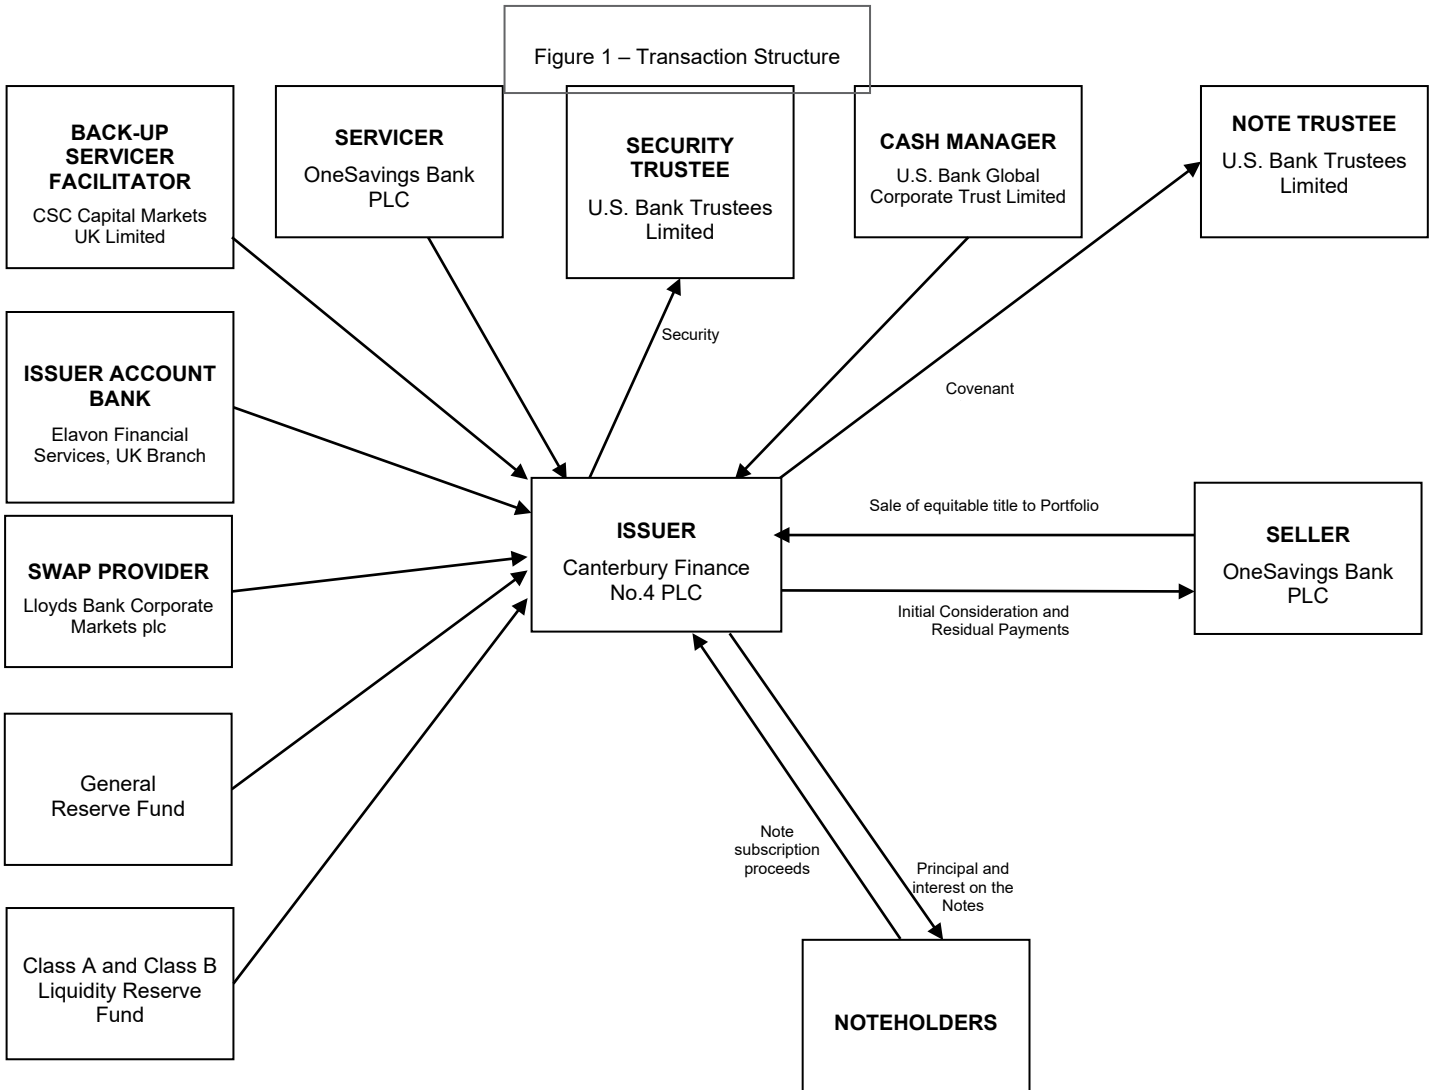 Figure 1 – Transaction Structure
BACK-UP
SERVICER
FACILITATOR
CSC Capital Markets
UK Limited
SERVICER
OneSavings Bank
PLC
SECURITY
TRUSTEE
U.S. Bank Trustees
Limited
CASH MANAGER
U.S. Bank Global
Corporate Trust Limited
NOTE TRUSTEE
U.S. Bank Trustees
Limited
Security
Covenant
ISSUER ACCOUNT
BANK
Elavon Financial
Services, UK Branch
SWAP PROVIDER
Lloyds Bank Corporate
Markets plc
ISSUER
Canterbury Finance
No.4 PLC
Sale of equitable title to Portfolio
Initial Consideration and
Residual Payments
SELLER
OneSavings Bank
PLC
General
Reserve Fund
Note
subscription
proceeds
Principal and
interest on the
Notes
Class A and Class B
Liquidity Reserve
Fund
NOTEHOLDERS